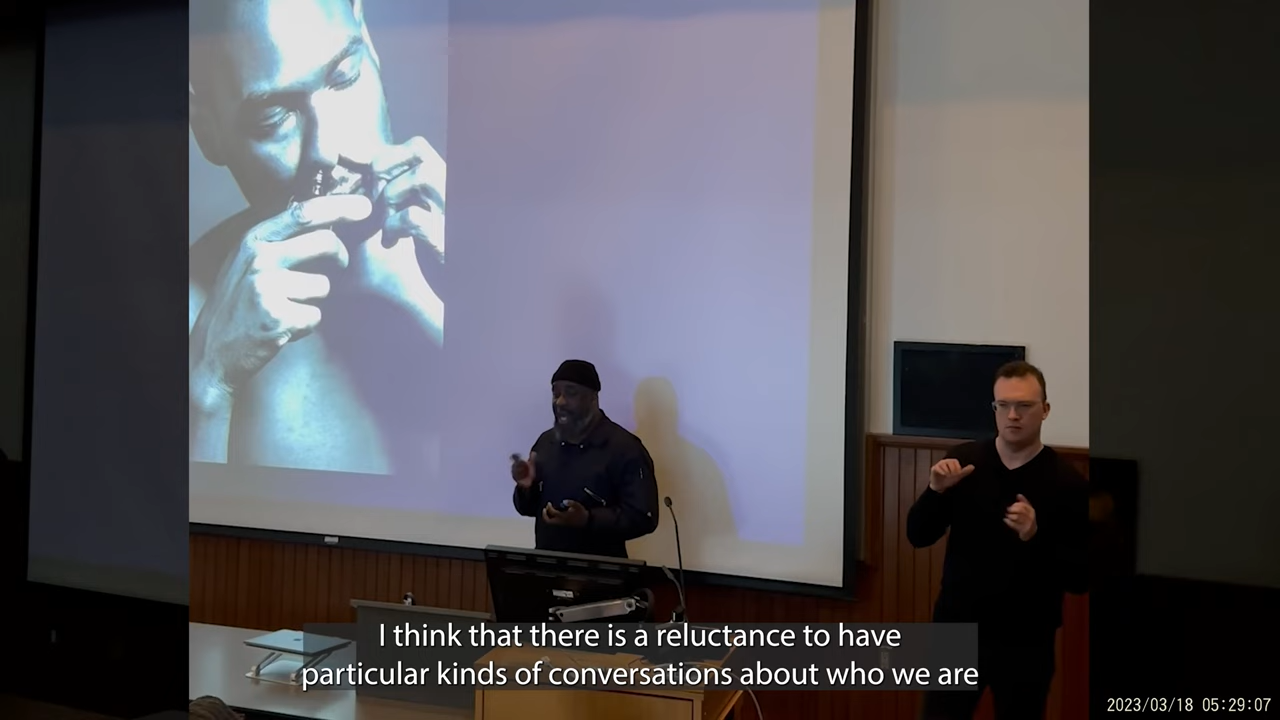 I think that there is a reluctance to have
particular kinds of conversations about who we are
2023/03/18 05:29:07